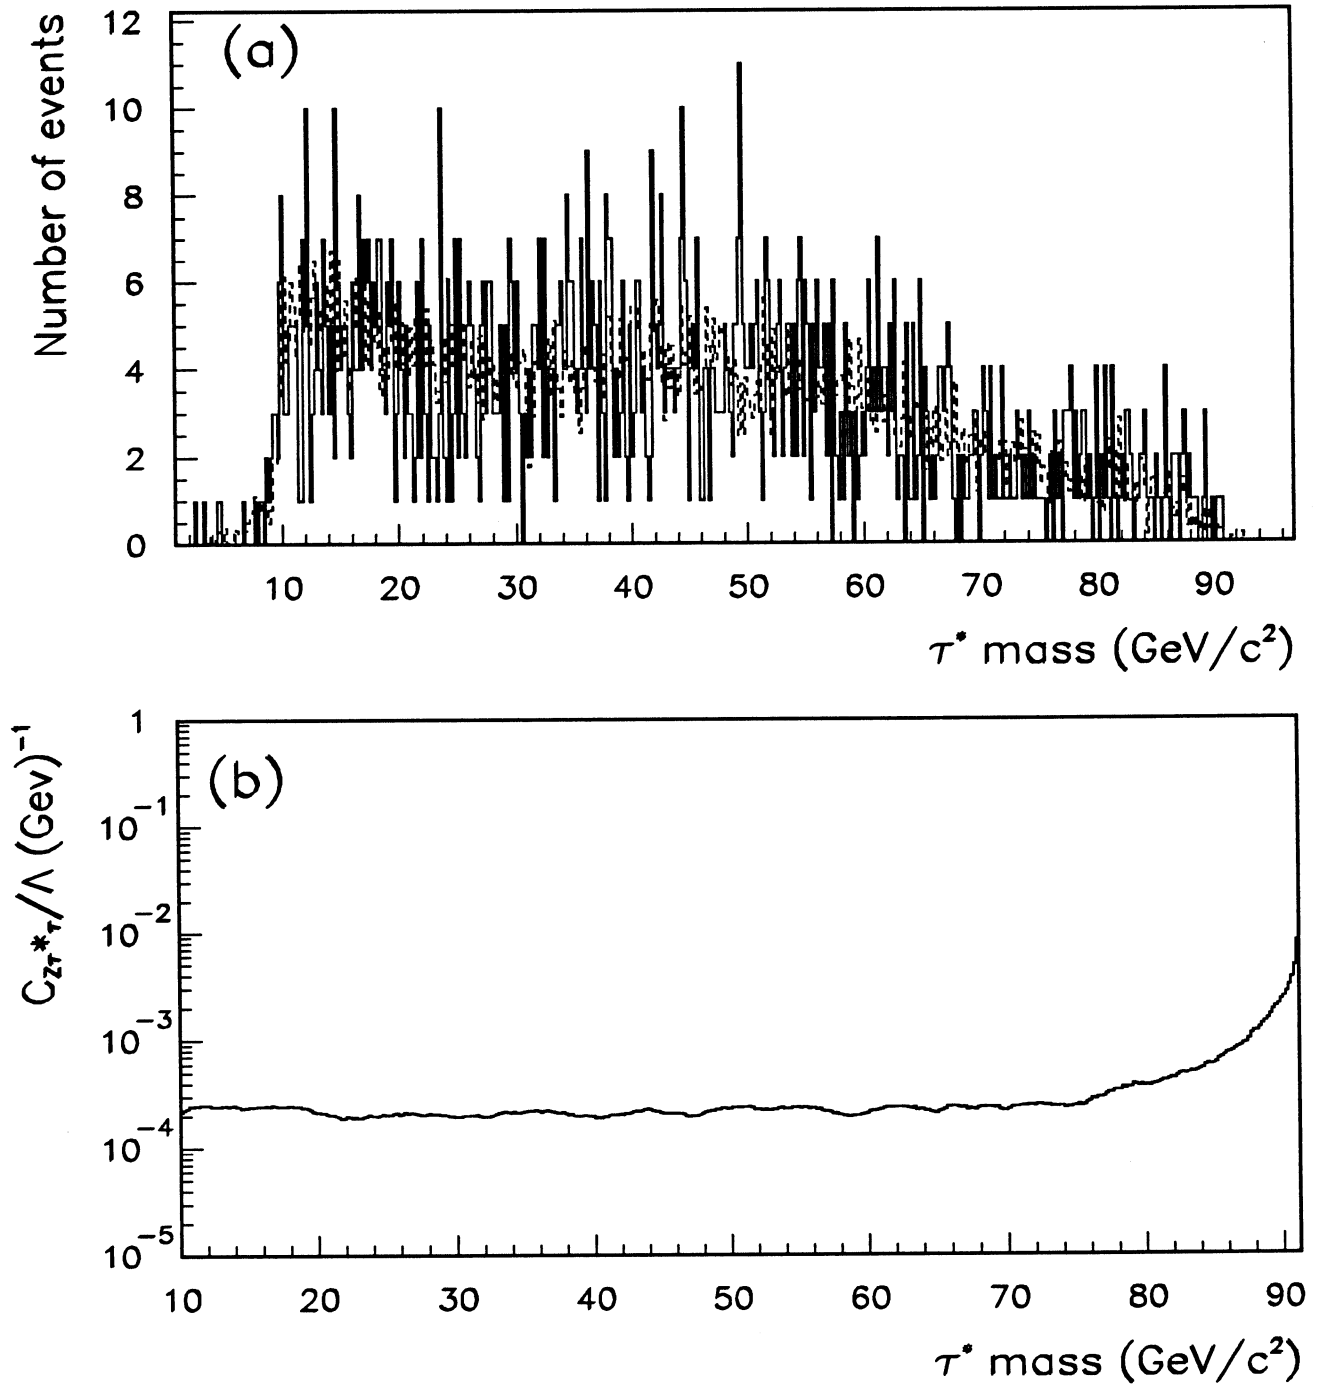 Number of events
(a)
12
10
8
6
4
2
0
10 20 30 40 50 60 70 80 90
τ* mass (GeV/c²)
C_Zτ*τ/Λ (Gev)⁻¹
(b)
1
10⁻¹
10⁻²
10⁻³
10⁻⁴
10⁻⁵
10 20 30 40 50 60 70 80 90
τ* mass (GeV/c²)